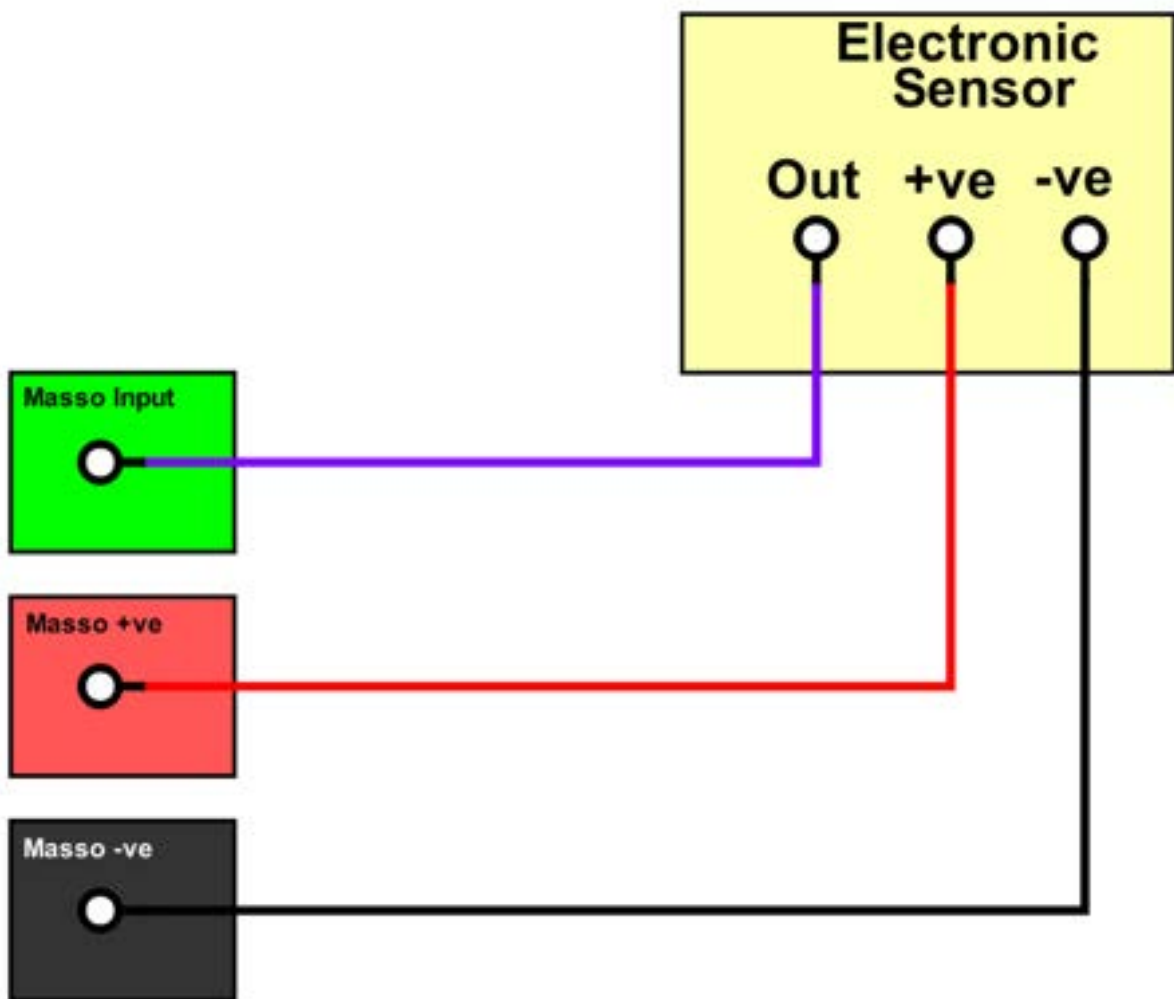 Electronic
Sensor
Out +ve -ve
Masso Input
Masso +ve
Masso -ve